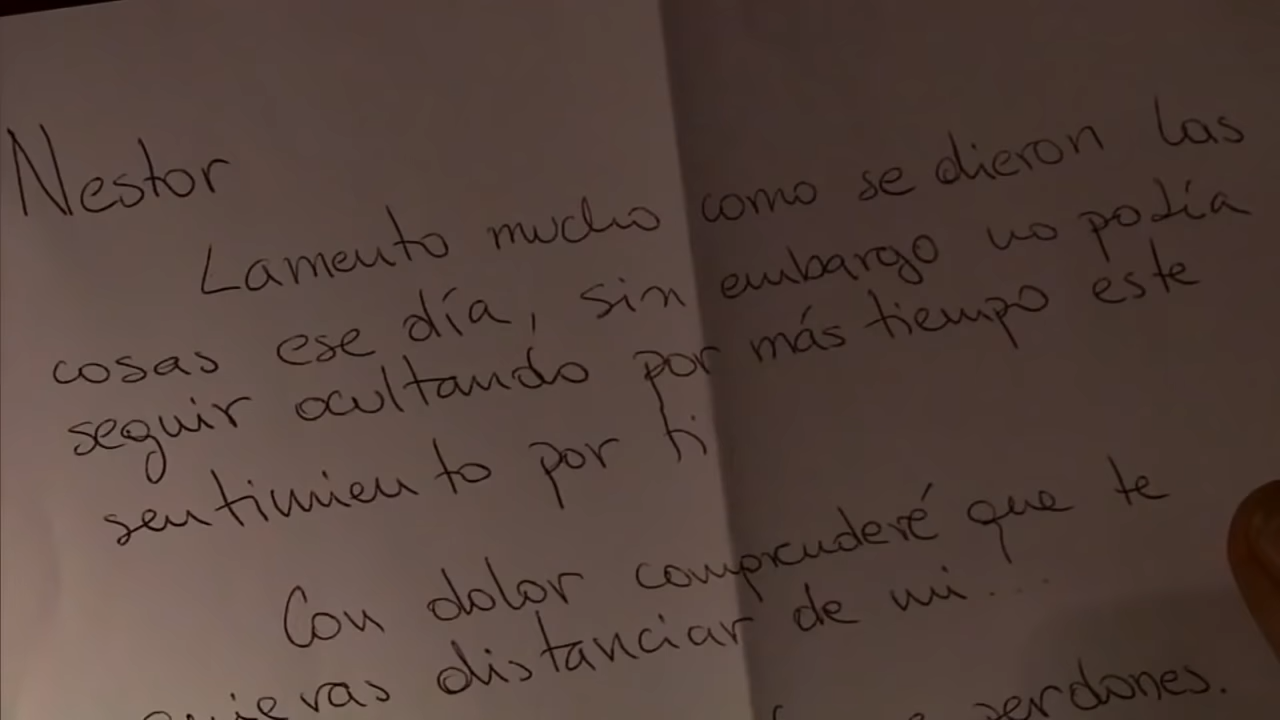 Nestor
Lamento mucho como se dieron las
cosas ese día, sin embargo no podía
seguir ocultando por más tiempo este
sentimiento por ti
Con dolor comprenderé que te
quieras distanciar de mi...
perdones.